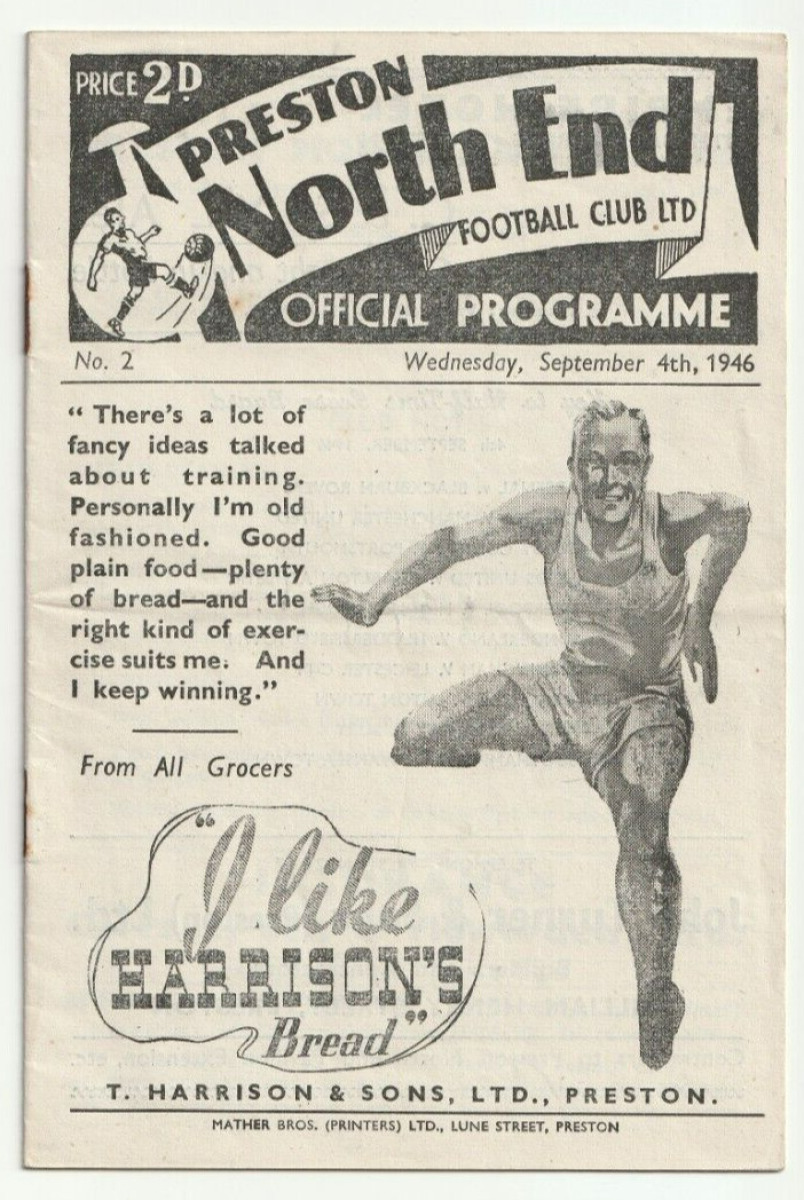 PRICE 2D
PRESTON
North End
FOOTBALL CLUB LTD
OFFICIAL PROGRAMME
No. 2 Wednesday, September 4th, 1946
“ There's a lot of
fancy ideas talked
about training.
Personally I'm old
fashioned. Good
plain food—plenty
of bread—and the
right kind of exer-
cise suits me. And
I keep winning.”
From All Grocers
“I like
HARRISON'S
Bread”
T. HARRISON & SONS, LTD., PRESTON.
MATHER BROS. (PRINTERS) LTD., LUNE STREET, PRESTON